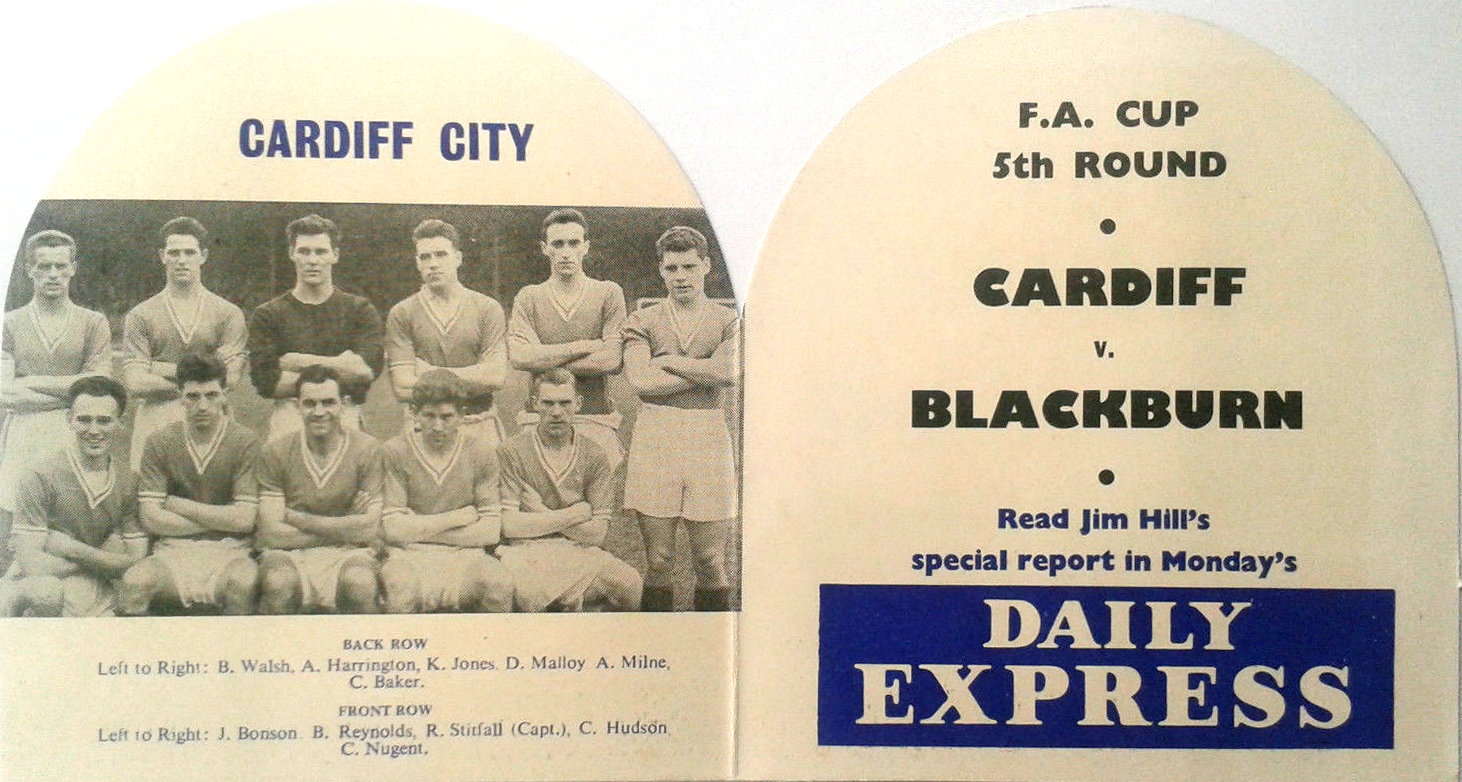 CARDIFF CITY
BACK ROW
Left to Right: B. Walsh, A. Harrington, K. Jones. D. Malloy A. Milne,
C. Baker.
FRONT ROW
Left to Right: J. Bonson B. Reynolds, R. Stitfall (Capt.), C. Hudson
C. Nugent.
F.A. CUP
5th ROUND
•
CARDIFF
v.
BLACKBURN
•
Read Jim Hill's
special report in Monday's
DAILY
EXPRESS